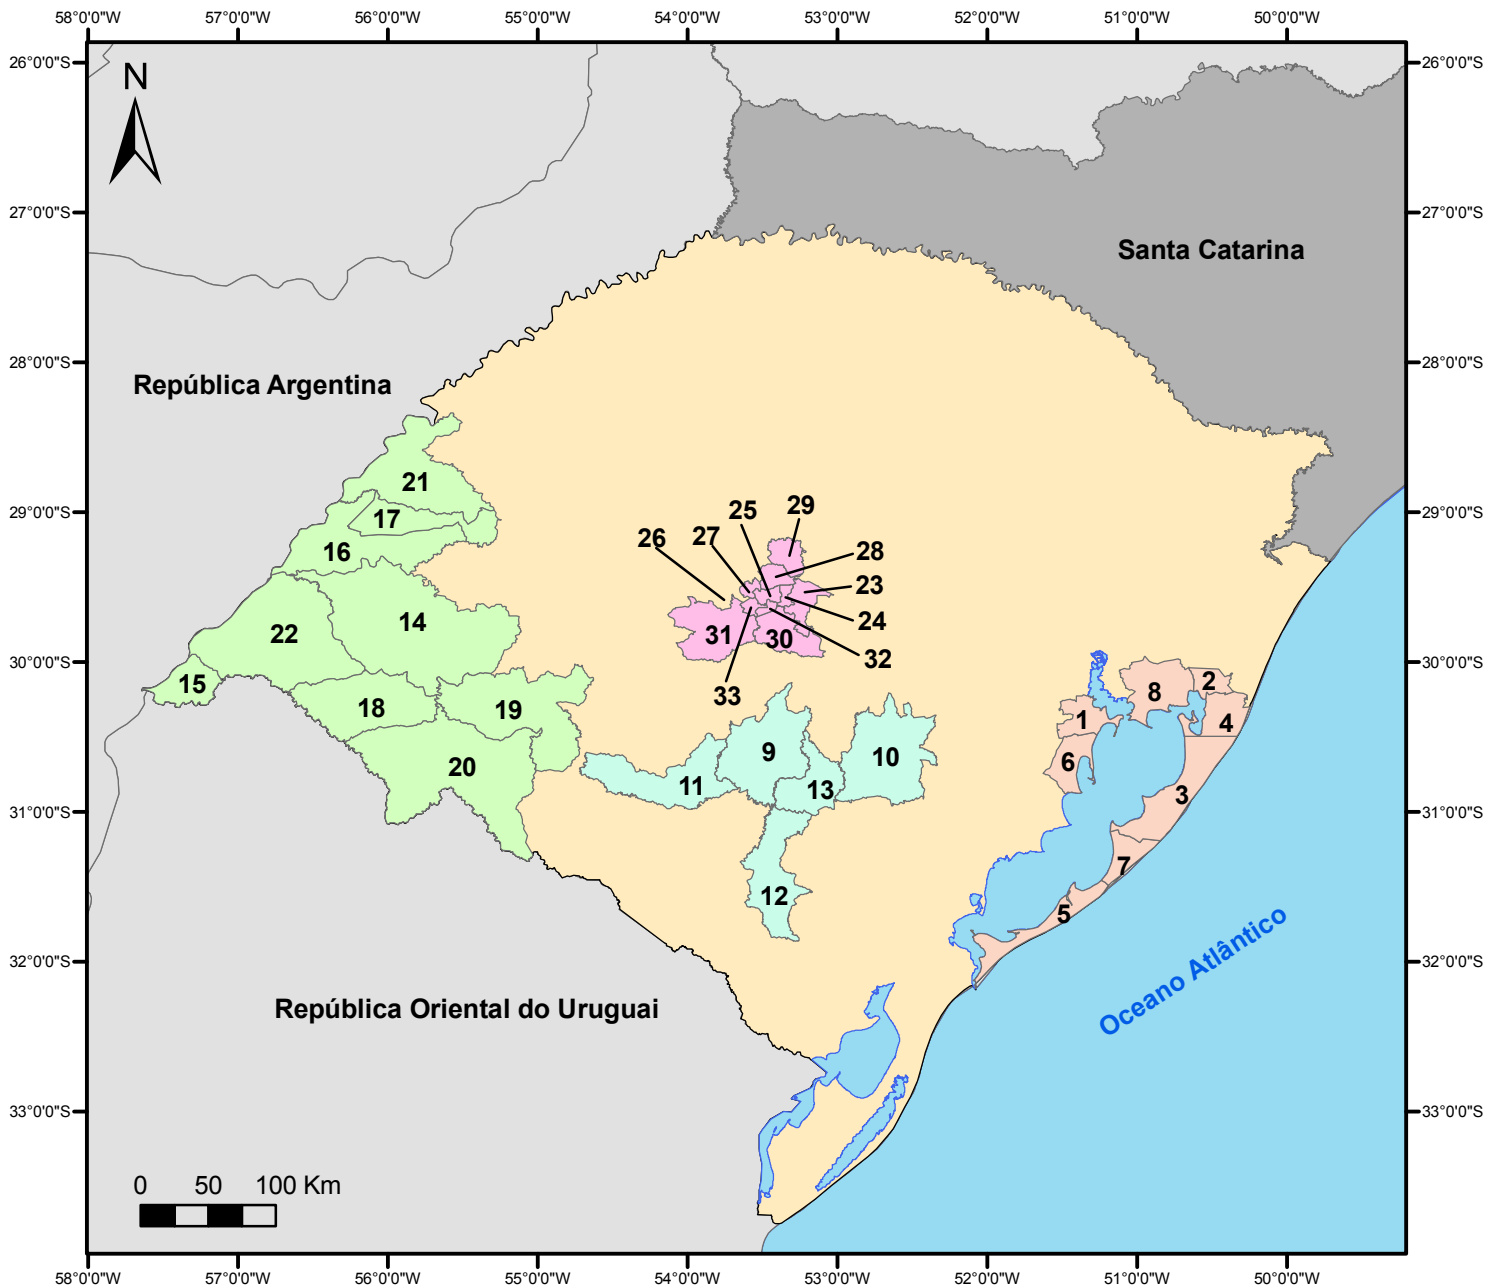 58°0'0"W 57°0'0"W 56°0'0"W 55°0'0"W 54°0'0"W 53°0'0"W 52°0'0"W 51°0'0"W 50°0'0"W
26°0'0"S 26°0'0"S
N
27°0'0"S 27°0'0"S
Santa Catarina
28°0'0"S 28°0'0"S
República Argentina
21
29
25
29°0'0"S 29°0'0"S
17
27
26
28
16
23
24
14
22
31
30
32
30°0'0"S 30°0'0"S
15
8
2
33
18
19
1
4
9
10
6
20
11
13
3
31°0'0"S 31°0'0"S
7
12
5
32°0'0"S 32°0'0"S
Oceano Atlântico
República Oriental do Uruguai
33°0'0"S 33°0'0"S
0 50 100 Km
58°0'0"W 57°0'0"W 56°0'0"W 55°0'0"W 54°0'0"W 53°0'0"W 52°0'0"W 51°0'0"W 50°0'0"W